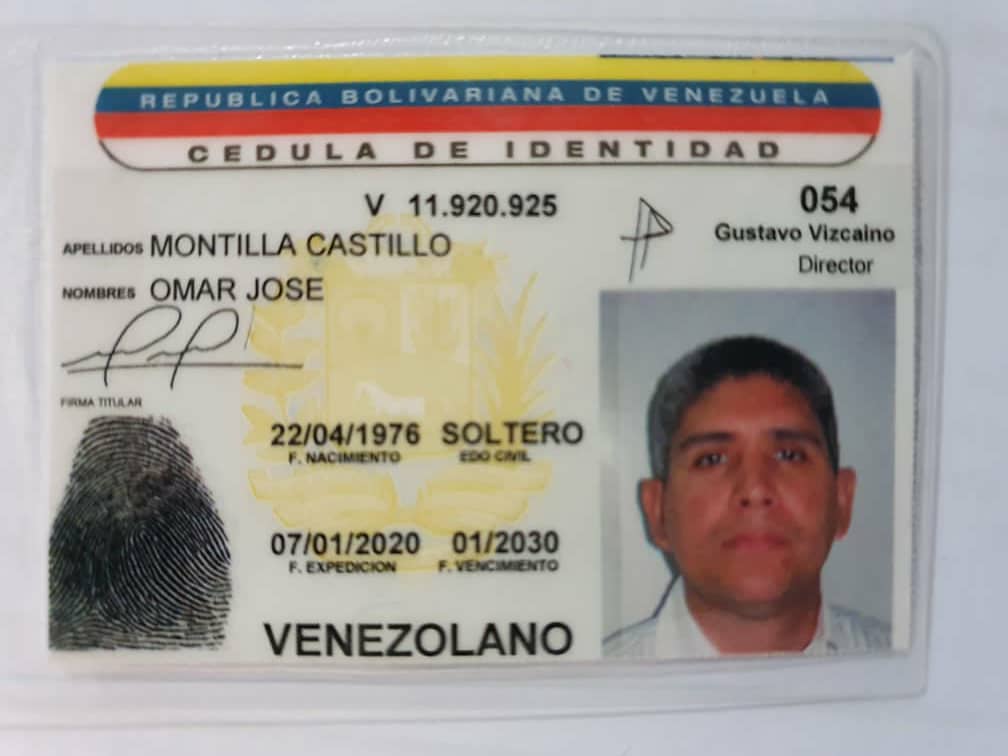 REPUBLICA BOLIVARIANA DE VENEZUELA
CEDULA DE IDENTIDAD
V 11.920.925
054
Gustavo Vizcaino
Director
APELLIDOS MONTILLA CASTILLO
NOMBRES OMAR JOSE
FIRMA TITULAR
22/04/1976 SOLTERO
F. NACIMIENTO EDO CIVIL
07/01/2020 01/2030
F. EXPEDICION F. VENCIMIENTO
VENEZOLANO